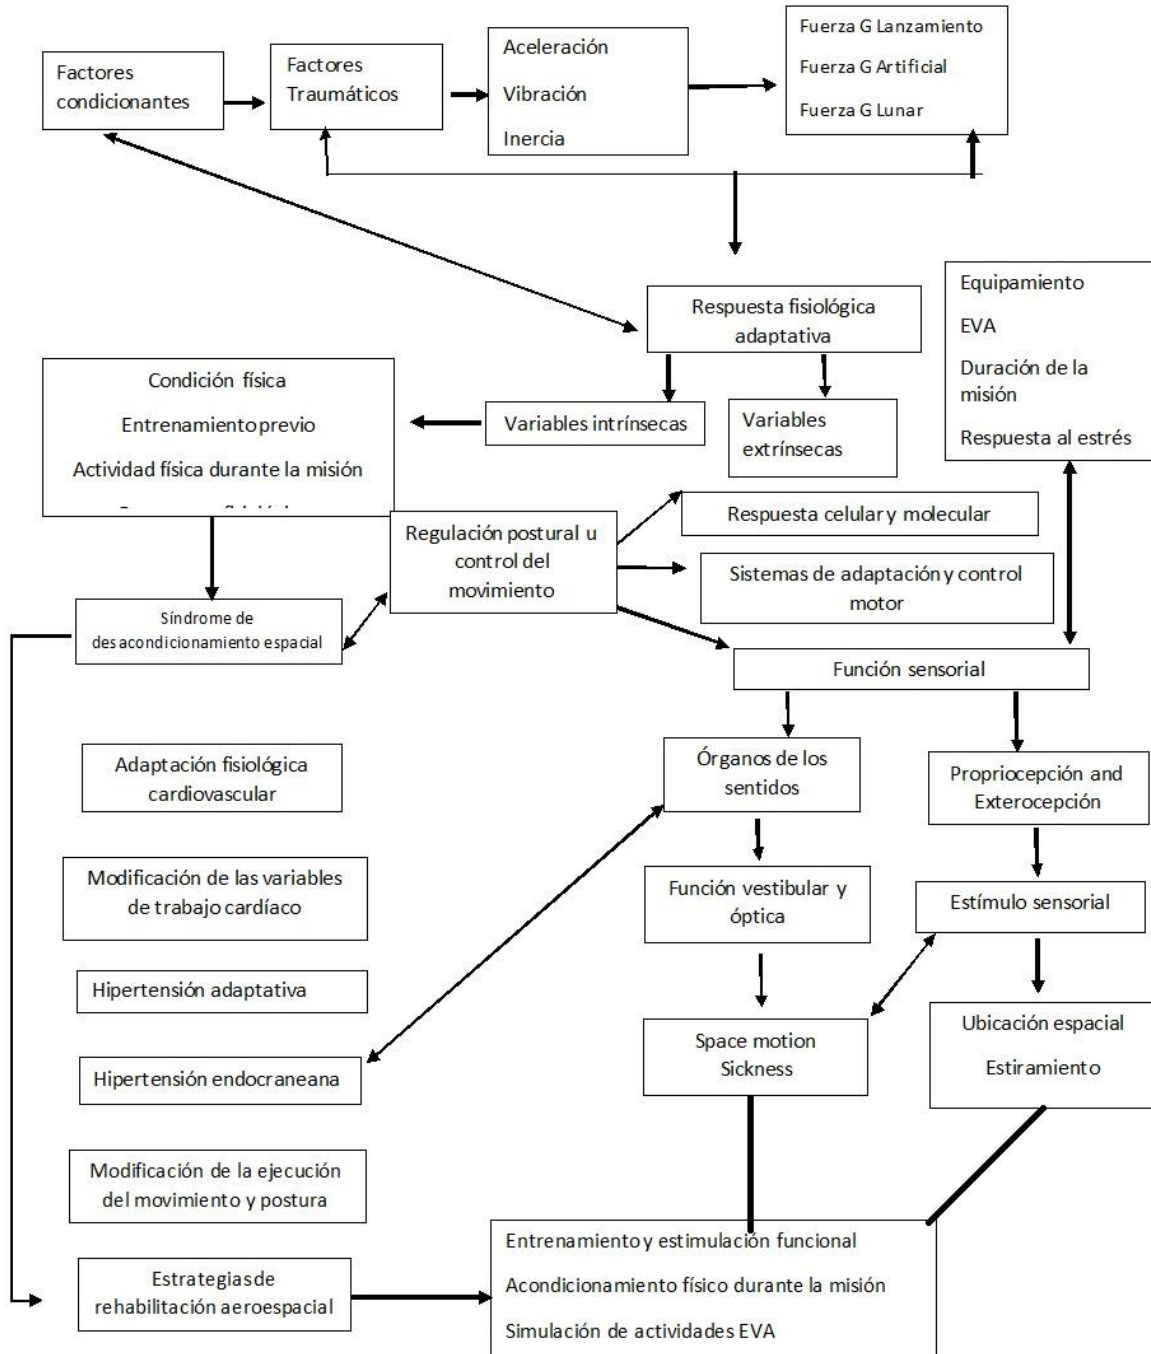 Factores
condicionantes
Factores
Traumáticos
Aceleración
Vibración
Inercia
Fuerza G Lanzamiento
Fuerza G Artificial
Fuerza G Lunar
Respuesta fisiológica
adaptativa
Equipamiento
EVA
Duración de la
misión
Respuesta al estrés
Condición física
Entrenamiento previo
Actividad física durante la misión
Variables intrínsecas
Variables
extrínsecas
Respuesta celular y molecular
Regulación postural u
control del
movimiento
Sistemas de adaptación y control
motor
Síndrome de
desacondicionamiento espacial
Función sensorial
Adaptación fisiológica
cardiovascular
Órganos de los
sentidos
Propriocepción and
Exterocepción
Modificación de las variables
de trabajo cardíaco
Función vestibular y
óptica
Estímulo sensorial
Hipertensión adaptativa
Hipertensión endocraneana
Space motion
Sickness
Ubicación espacial
Estiramiento
Modificación de la ejecución
del movimiento y postura
Estrategias de
rehabilitación aeroespacial
Entrenamiento y estimulación funcional
Acondicionamiento físico durante la misión
Simulación de actividades EVA